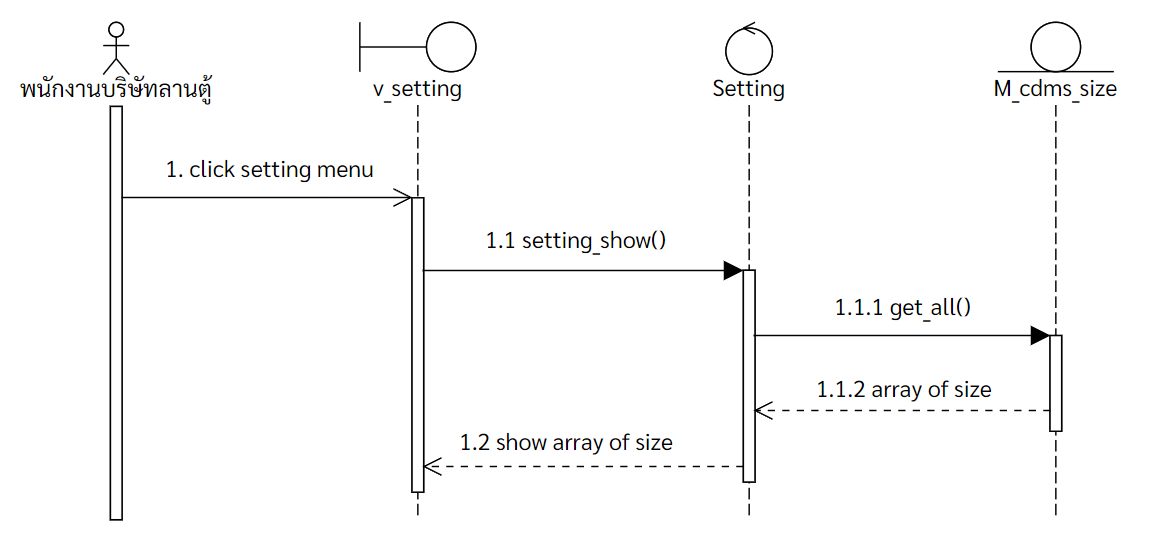 พนักงานบริษัทลานตู้
v_setting
Setting
M_cdms_size
1. click setting menu
1.1 setting_show()
1.1.1 get_all()
1.1.2 array of size
1.2 show array of size